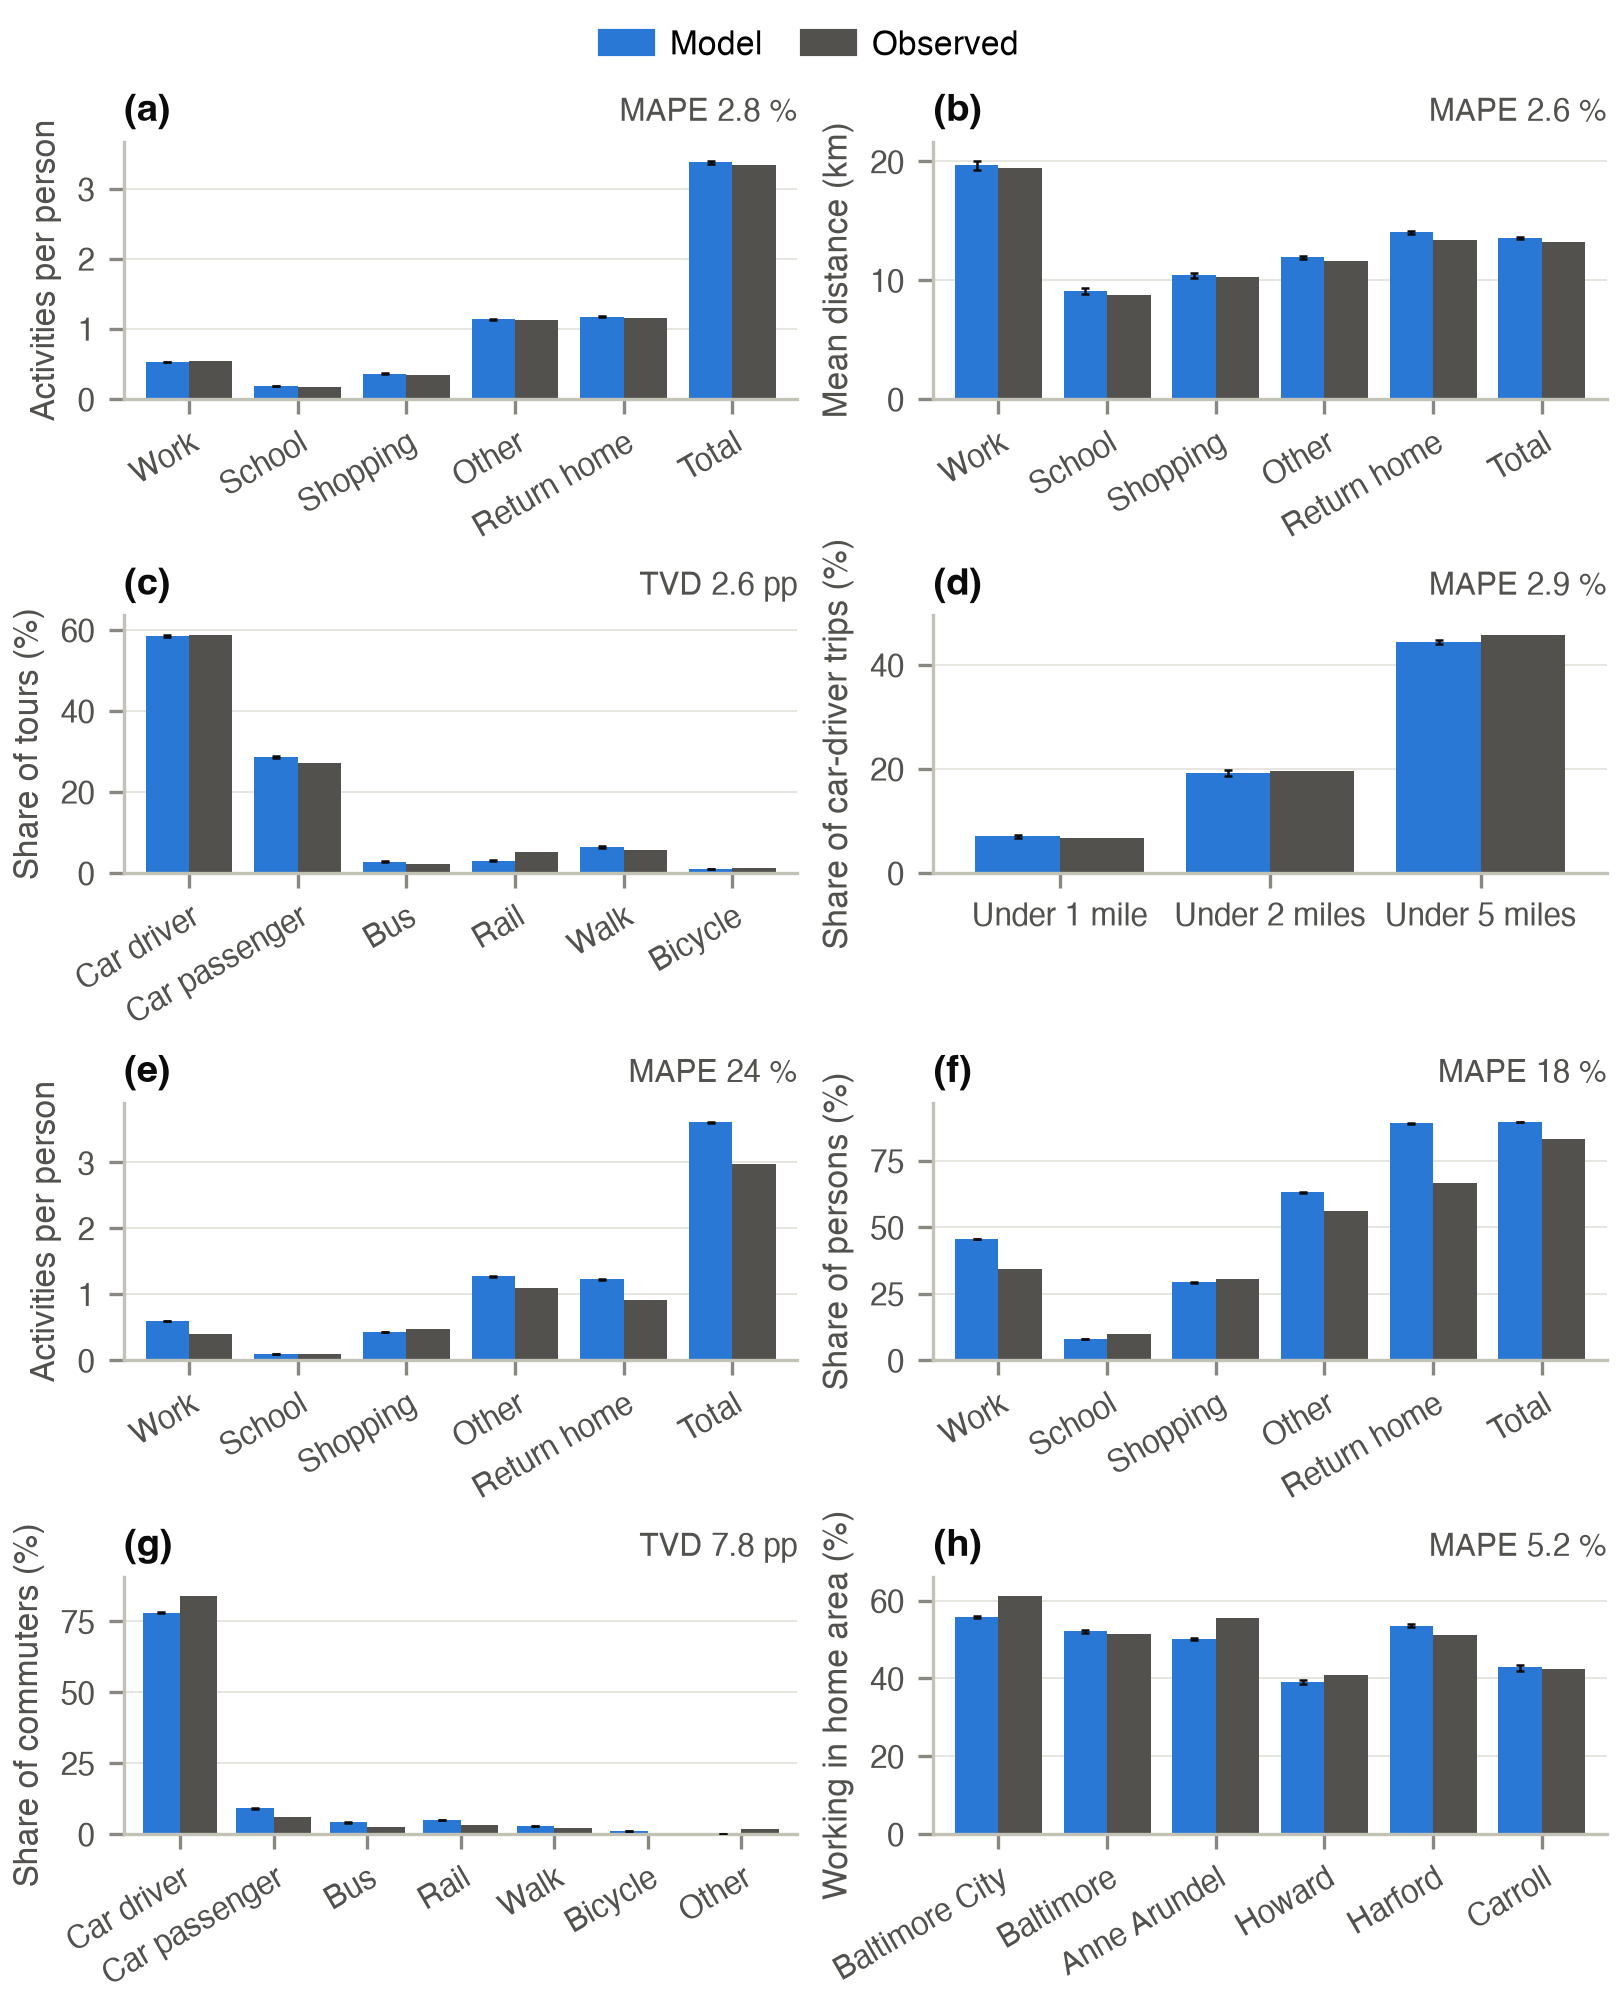 Model Observed
(a) MAPE 2.8 %
Activities per person
3
2
1
0
Work School Shopping Other Return home Total
(b) MAPE 2.6 %
Mean distance (km)
20
10
0
Work School Shopping Other Return home Total
(c) TVD 2.6 pp
Share of tours (%)
60
40
20
0
Car driver Car passenger Bus Rail Walk Bicycle
(d) MAPE 2.9 %
Share of car-driver trips (%)
40
20
0
Under 1 mile Under 2 miles Under 5 miles
(e) MAPE 24 %
Activities per person
3
2
1
0
Work School Shopping Other Return home Total
(f) MAPE 18 %
Share of persons (%)
75
50
25
0
Work School Shopping Other Return home Total
(g) TVD 7.8 pp
Share of commuters (%)
75
50
25
0
Car driver Car passenger Bus Rail Walk Bicycle Other
(h) MAPE 5.2 %
Working in home area (%)
60
40
20
0
Baltimore City Baltimore Anne Arundel Howard Harford Carroll